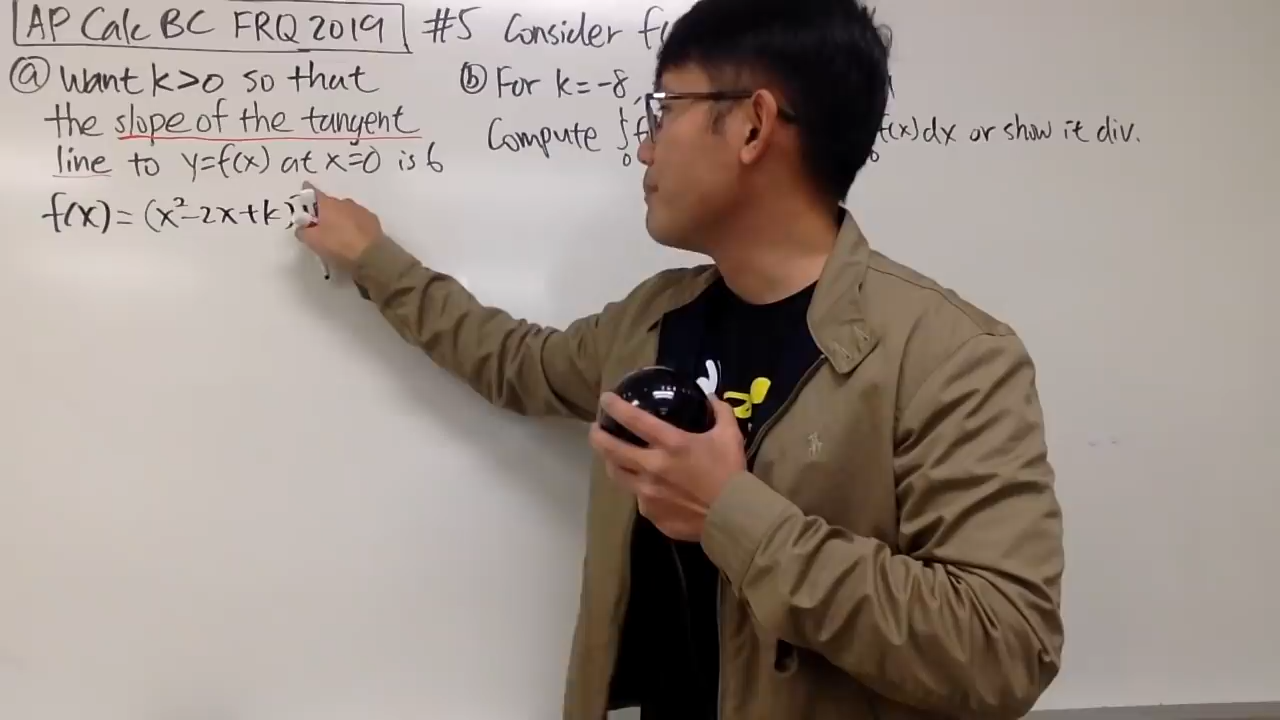 AP Calc BC FRQ 2019 #5 Consider f(
ⓐ Want k>0 so that
the slope of the tangent
line to y=f(x) at x=0 is 6
f(x) = (x²-2x+k)
ⓑ For k=-8,
Compute ∫₀¹ f
f(x)dx or show it div.